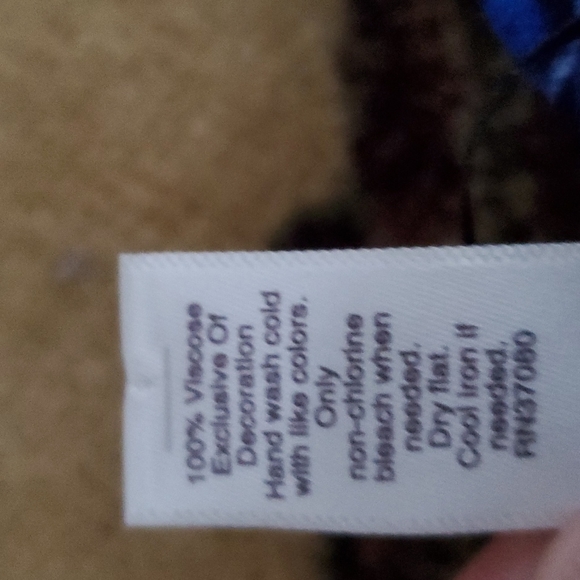 100% Viscose
Exclusive Of
Decoration
Hand wash cold
with like colors.
Only
non-chlorine
bleach when
needed.
Dry flat.
Cool iron if
needed.
RN37080